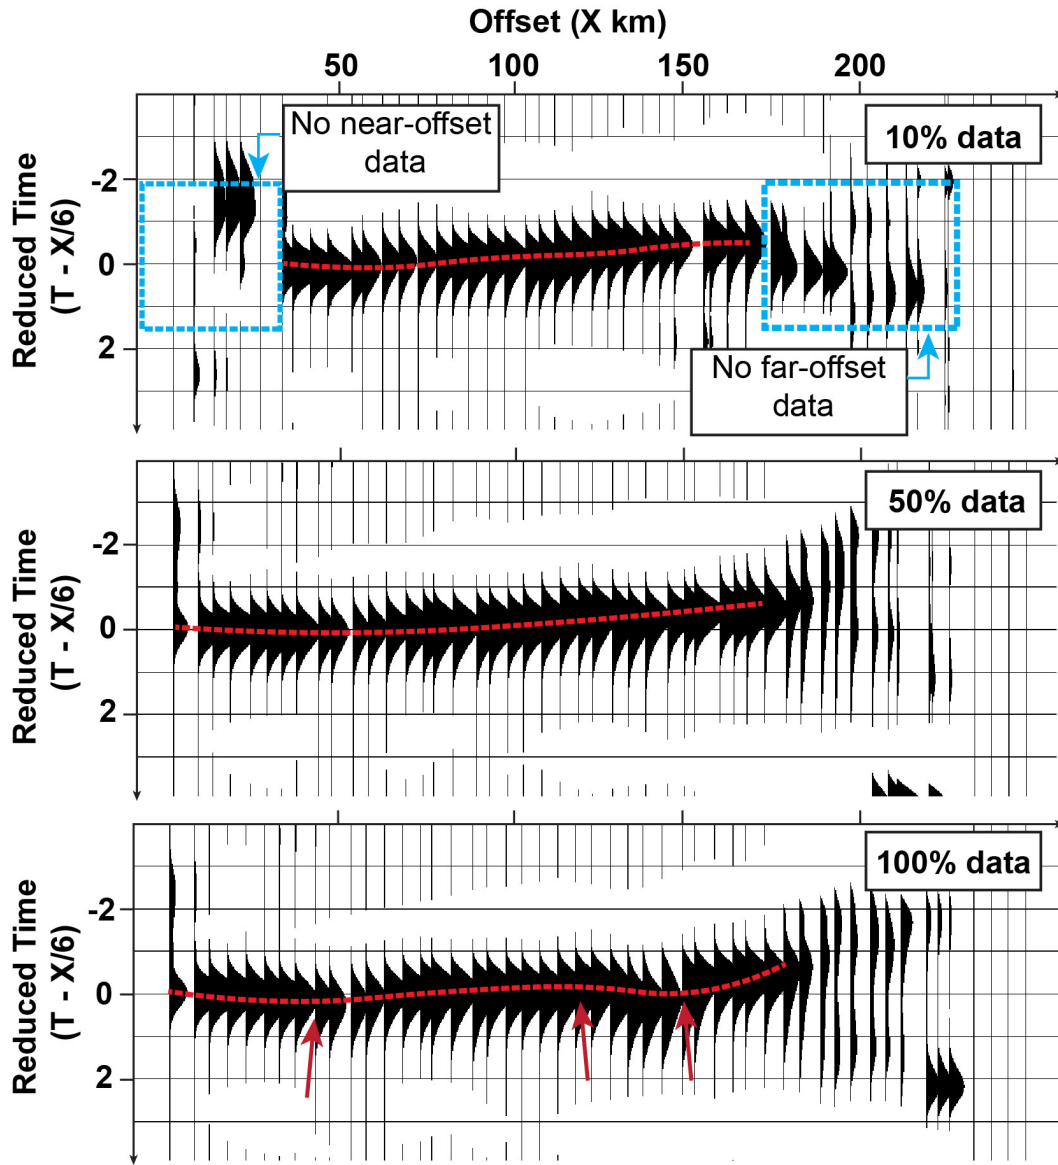 Offset (X km)
50 100 150 200
No near-offset
data
10% data
-2
0
2
Reduced Time
(T - X/6)
No far-offset
data
50% data
-2
0
2
Reduced Time
(T - X/6)
100% data
-2
0
2
Reduced Time
(T - X/6)